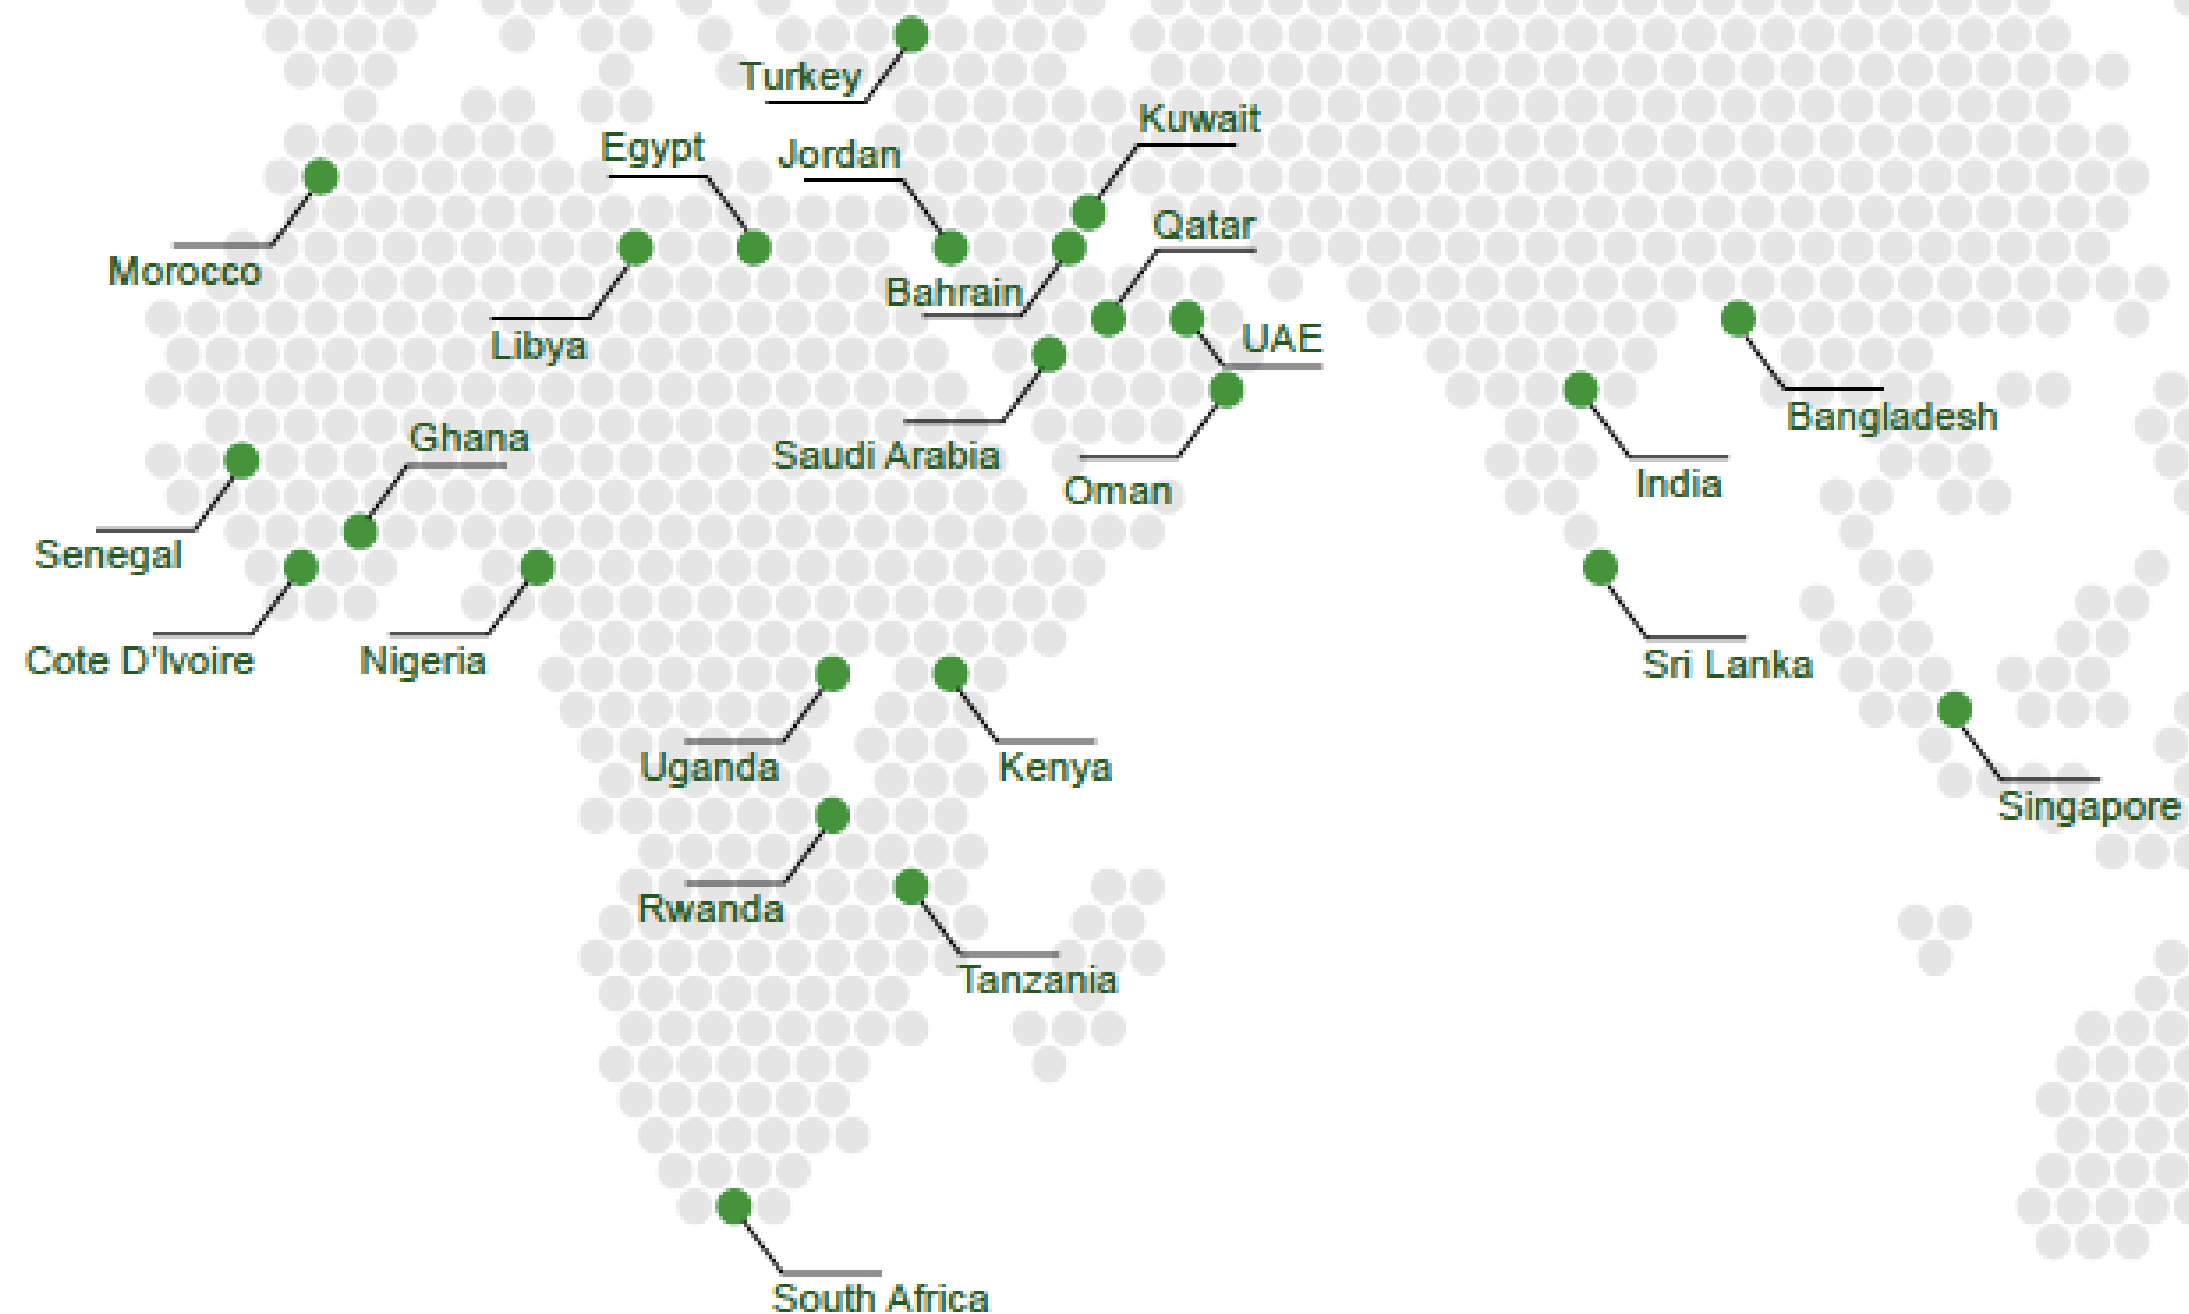 Turkey
Kuwait
Egypt
Jordan
Qatar
Morocco
Bahrain
Libya
UAE
Bangladesh
Ghana
Saudi Arabia
Oman
India
Senegal
Cote D'Ivoire
Nigeria
Sri Lanka
Uganda
Kenya
Singapore
Rwanda
Tanzania
South Africa